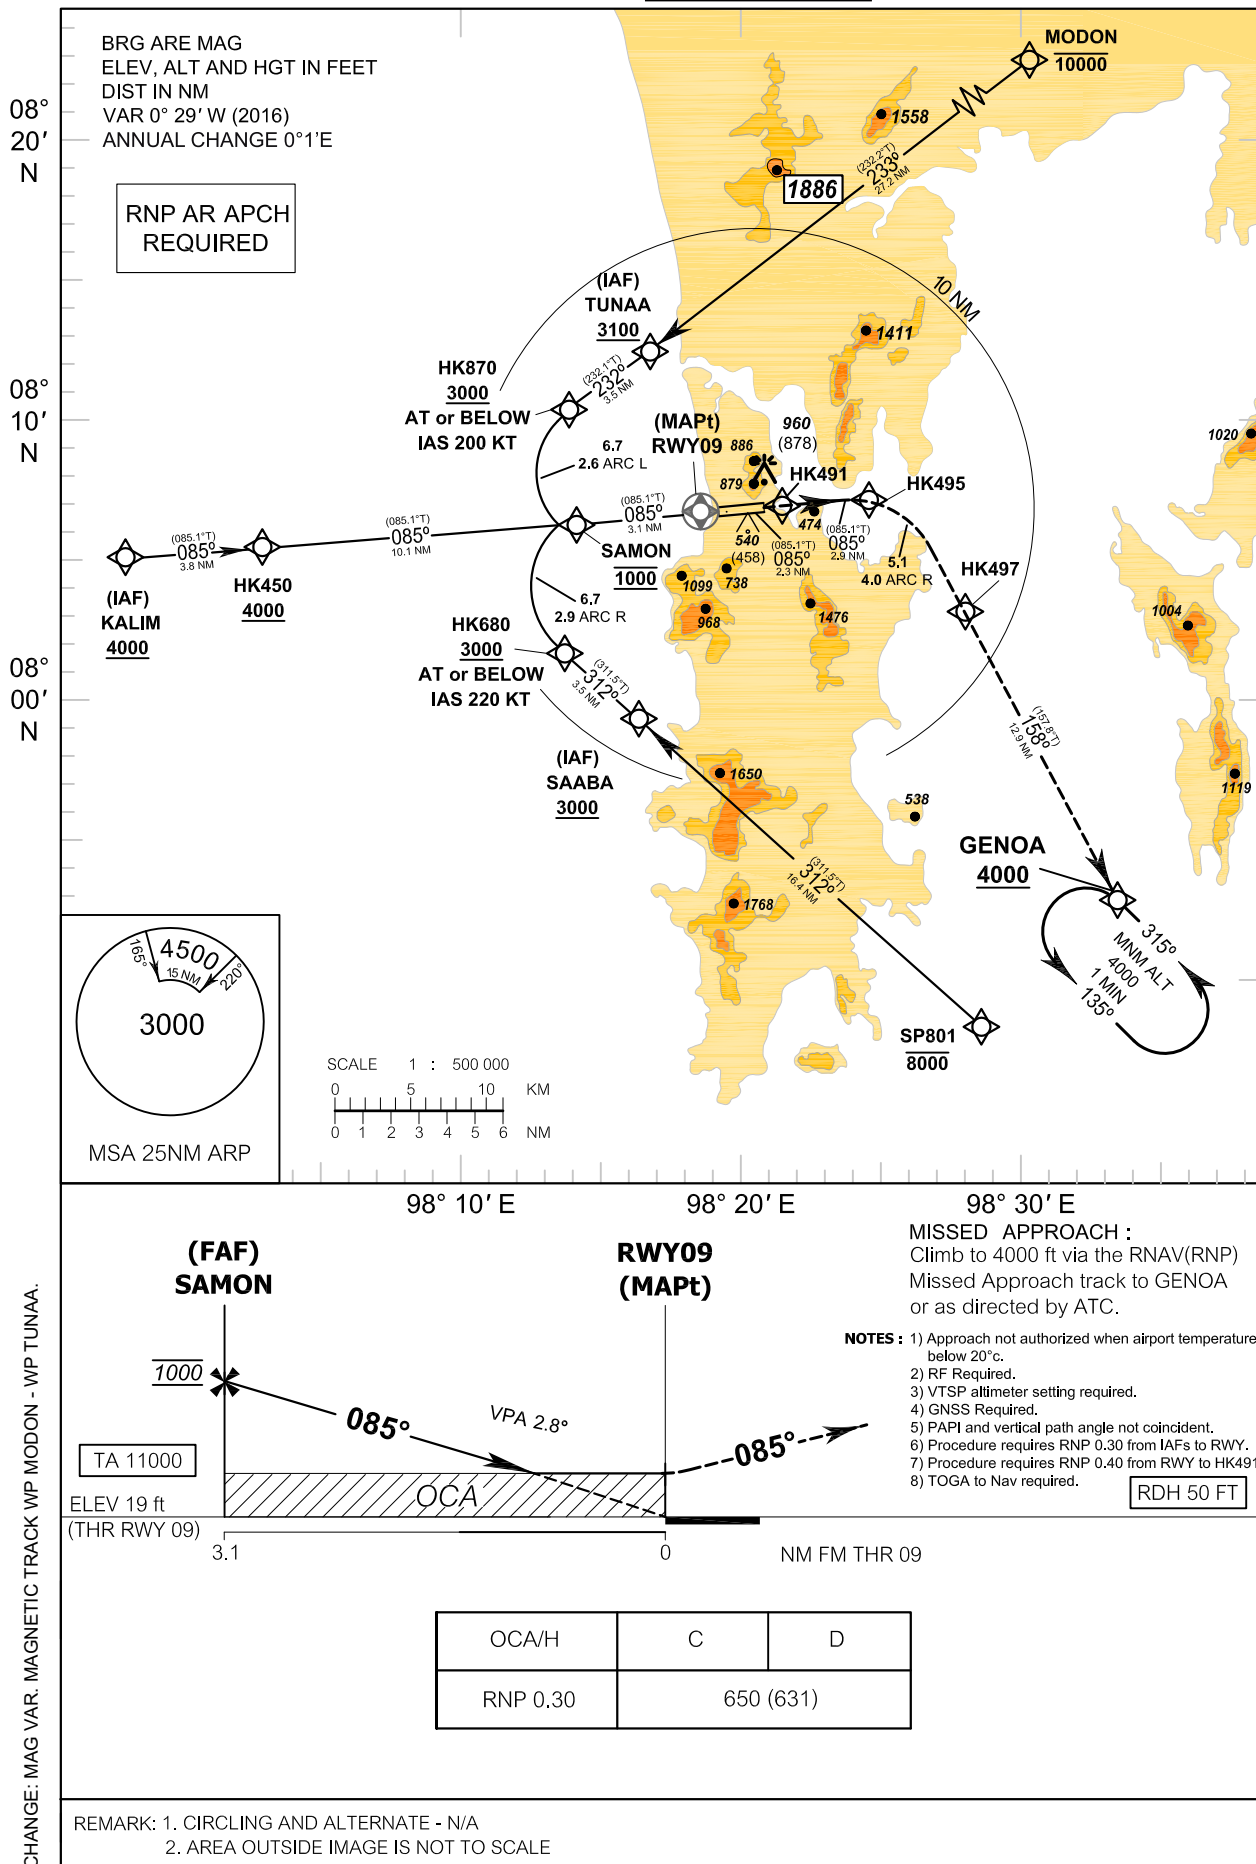 BRG ARE MAG
ELEV, ALT AND HGT IN FEET
DIST IN NM
VAR 0° 29′ W (2016)
ANNUAL CHANGE 0°1′E
RNP AR APCH
REQUIRED
08°
20′
N
08°
10′
N
08°
00′
N
MODON
10000
1558
1886
(232.2°T)
233°
27.2 NM
10 NM
(IAF)
TUNAA
3100
(232.1°T)
232°
3.5 NM
HK870
3000
AT or BELOW
IAS 200 KT
1411
1020
6.7
2.6 ARC L
(MAPt)
RWY09
886
879
960
(878)
HK491
HK495
474
(085.1°T)
085°
3.8 NM
(085.1°T)
085°
10.1 NM
(085.1°T)
085°
3.1 NM
540
(458)
(085.1°T)
085°
2.3 NM
(085.1°T)
085°
2.9 NM
5.1
4.0 ARC R
HK497
(IAF)
KALIM
4000
HK450
4000
SAMON
1000
1099
738
968
1476
1004
6.7
2.9 ARC R
HK680
3000
AT or BELOW
IAS 220 KT
(311.5°T)
312°
3.5 NM
(IAF)
SAABA
3000
1650
538
1119
(157.8°T)
158°
12.9 NM
(311.5°T)
312°
16.4 NM
1768
GENOA
4000
315°
MNM ALT
4000
1 MIN
135°
SP801
8000
165°
4500
15 NM
220°
3000
MSA 25NM ARP
SCALE 1 : 500 000
0 5 10 KM
0 1 2 3 4 5 6 NM
98° 10′ E
98° 20′ E
98° 30′ E
(FAF)
SAMON
RWY09
(MAPt)
1000
085°
VPA 2.8°
085°
TA 11000
OCA
ELEV 19 ft
(THR RWY 09)
3.1
0
NM FM THR 09
MISSED APPROACH :
Climb to 4000 ft via the RNAV(RNP)
Missed Approach track to GENOA
or as directed by ATC.
NOTES : 1) Approach not authorized when airport temperature
below 20°c.
2) RF Required.
3) VTSP altimeter setting required.
4) GNSS Required.
5) PAPI and vertical path angle not coincident.
6) Procedure requires RNP 0.30 from IAFs to RWY.
7) Procedure requires RNP 0.40 from RWY to HK491
8) TOGA to Nav required.
RDH 50 FT
OCA/H C D
RNP 0.30 650 (631)
REMARK: 1. CIRCLING AND ALTERNATE - N/A
2. AREA OUTSIDE IMAGE IS NOT TO SCALE
CHANGE: MAG VAR. MAGNETIC TRACK WP MODON - WP TUNAA.